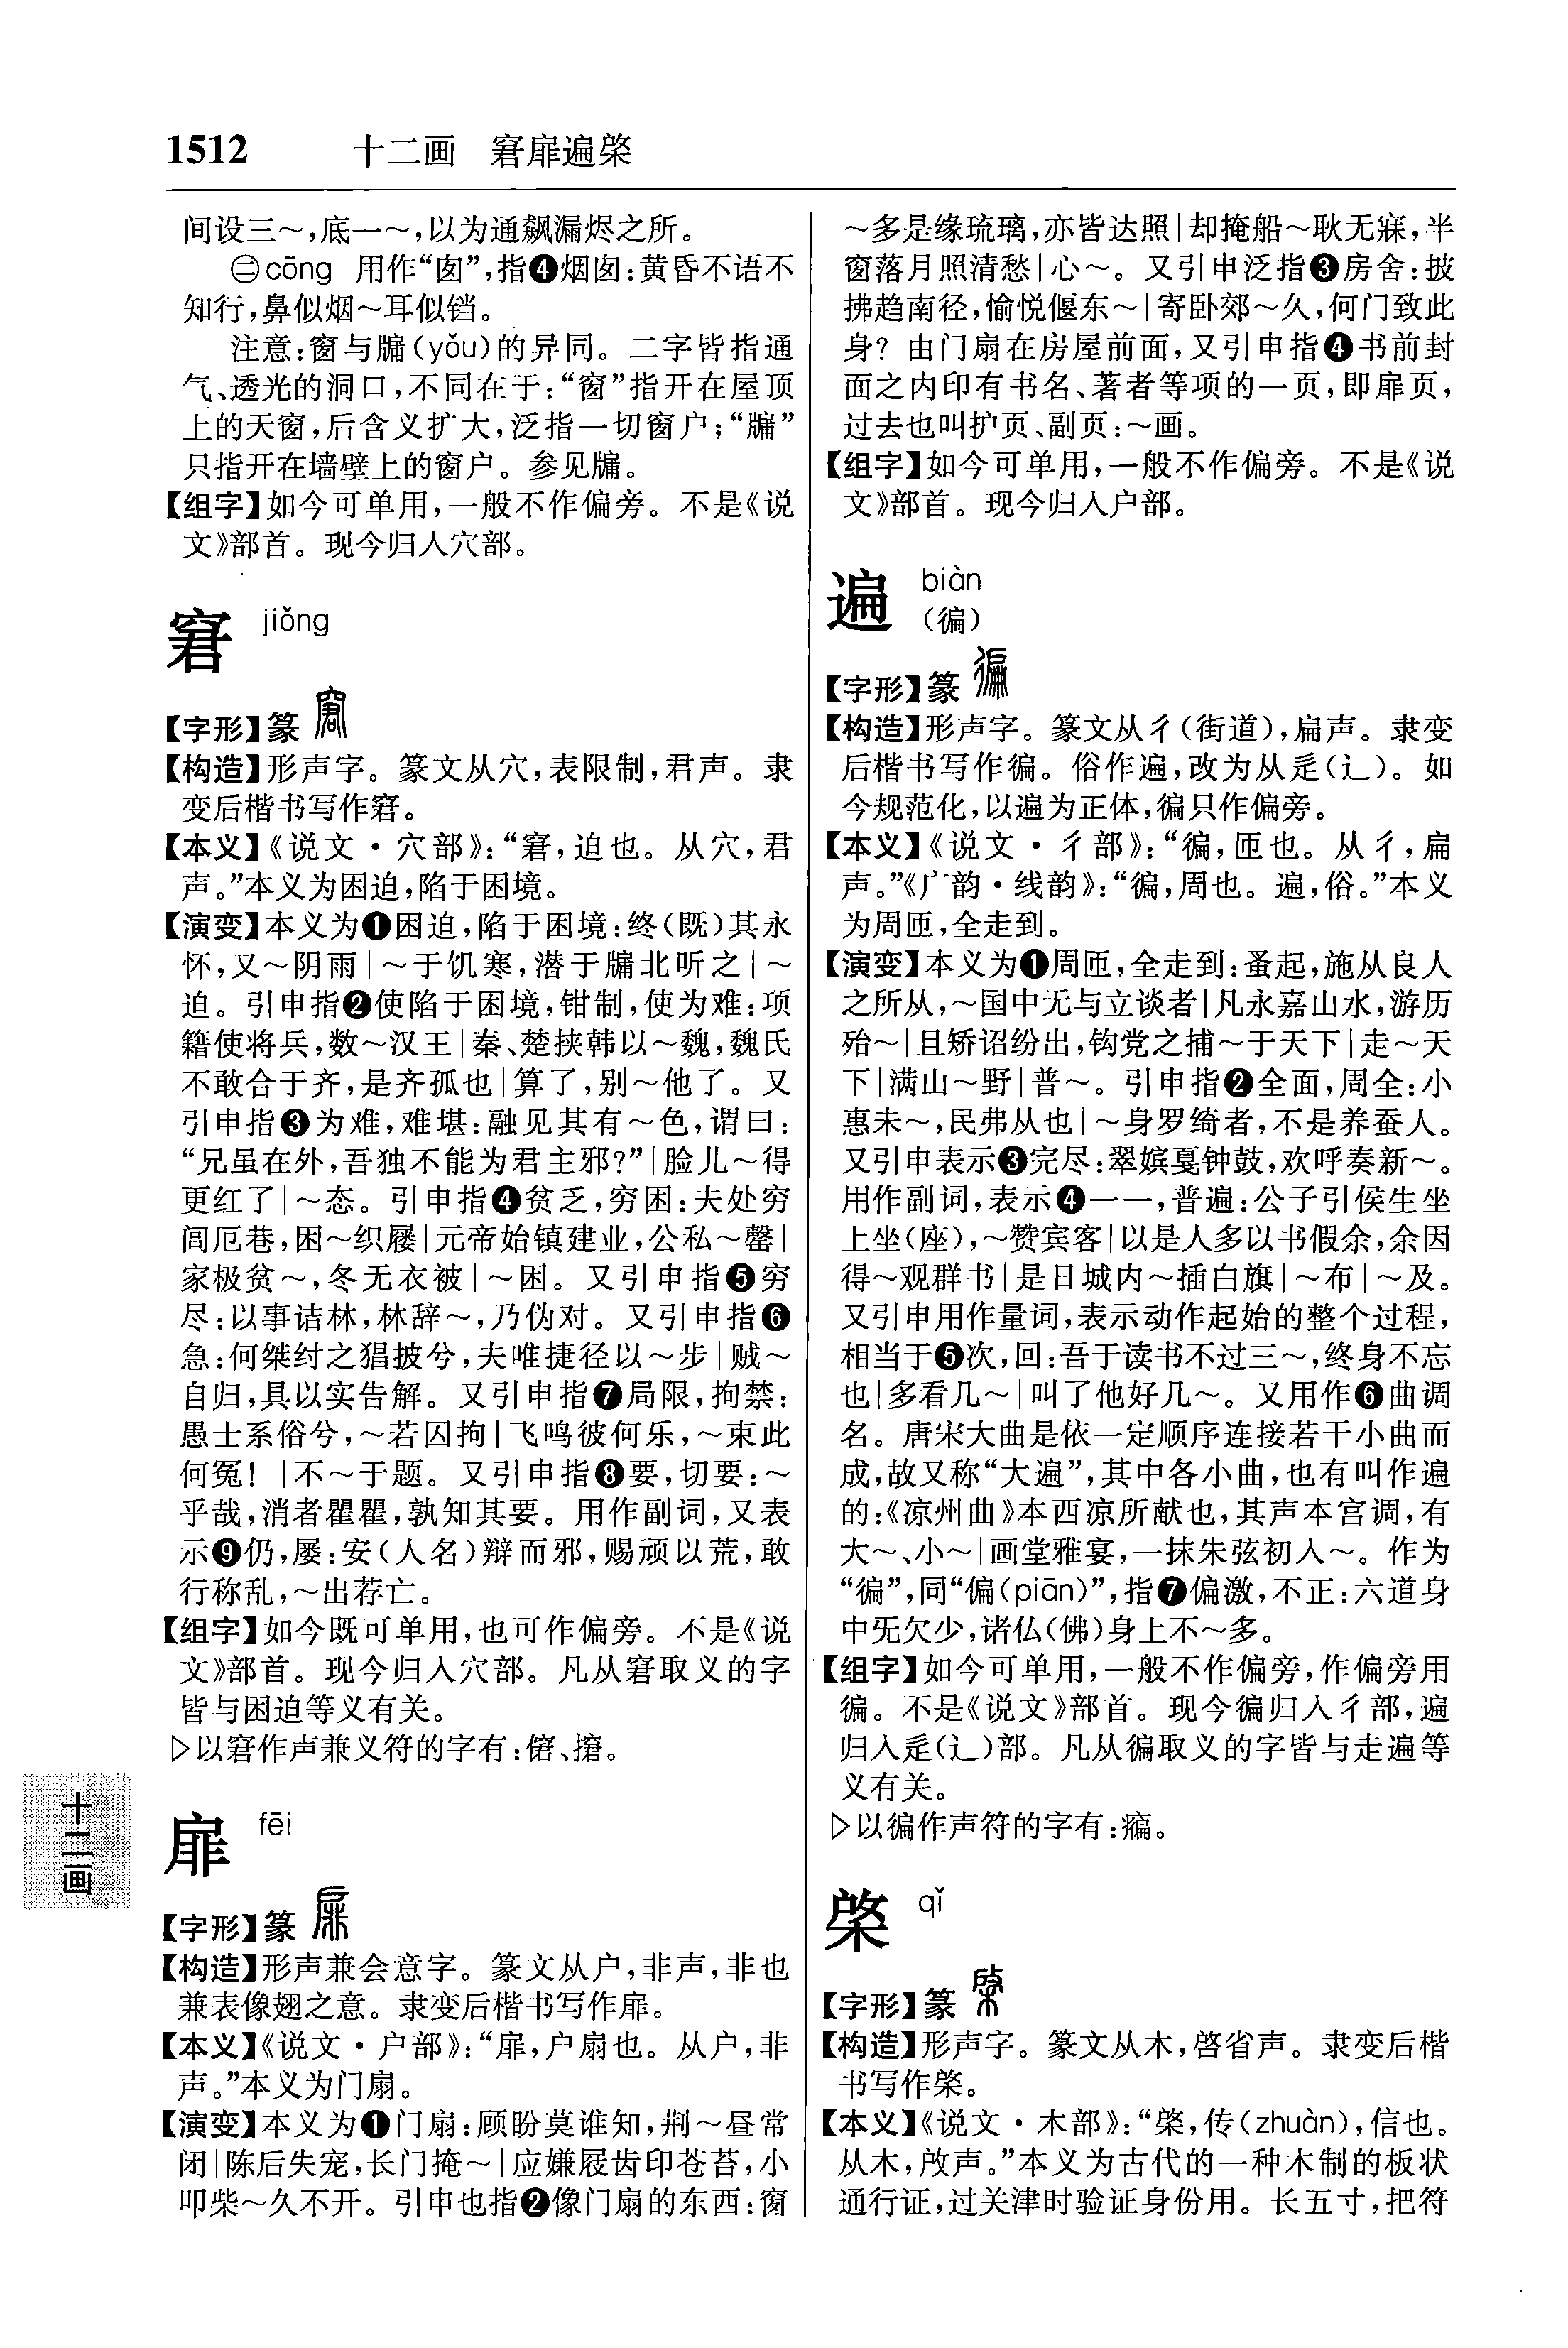 1512 十二画 窘扉遍棨
间设三～,底一～,以为通飙漏烬之所。
㊁cōng 用作“囱”,指❹烟囱:黄昏不语不
知行,鼻似烟～耳似铛。
注意:窗与牖(yǒu)的异同。二字皆指通
气、透光的洞口,不同在于:“窗”指开在屋顶
上的天窗,后含义扩大,泛指一切窗户;“牖”
只指开在墙壁上的窗户。参见牖。
【组字】如今可单用,一般不作偏旁。不是《说
文》部首。现今归入穴部。
窘 jiǒng
【字形】篆
【构造】形声字。篆文从穴,表限制,君声。隶
变后楷书写作窘。
【本义】《说文·穴部》:“窘,迫也。从穴,君
声。”本义为困迫,陷于困境。
【演变】本义为❶困迫,陷于困境:终(既)其永
怀,又～阴雨|～于饥寒,潜于牖北听之|～
迫。引申指❷使陷于困境,钳制,使为难:项
籍使将兵,数～汉王|秦、楚挟韩以～魏,魏氏
不敢合于齐,是齐孤也|算了,别～他了。又
引申指❸为难,难堪:融见其有～色,谓曰:
“兄虽在外,吾独不能为君主邪?”|脸儿～得
更红了|～态。引申指❹贫乏,穷困:夫处穷
闾厄巷,困～织屦|元帝始镇建业,公私～罄|
家极贫～,冬无衣被|～困。又引申指❺穷
尽:以事诘林,林辞～,乃伪对。又引申指❻
急:何桀纣之猖披兮,夫唯捷径以～步|贼～
自归,具以实告解。又引申指❼局限,拘禁:
愚士系俗兮,～若囚拘|飞鸣彼何乐,～束此
何冤!|不～于题。又引申指❽要,切要:～
乎哉,消者瞿瞿,孰知其要。用作副词,又表
示❾仍,屡:安(人名)辩而邪,赐顽以荒,敢
行称乱,～出荐亡。
【组字】如今既可单用,也可作偏旁。不是《说
文》部首。现今归入穴部。凡从窘取义的字
皆与困迫等义有关。
▷以窘作声兼义符的字有:僒、攟。
扉 fēi
【字形】篆
【构造】形声兼会意字。篆文从户,非声,非也
兼表像翅之意。隶变后楷书写作扉。
【本义】《说文·户部》:“扉,户扇也。从户,非
声。”本义为门扇。
【演变】本义为❶门扇:顾盼莫谁知,荆～昼常
闭|陈后失宠,长门掩～|应嫌屐齿印苍苔,小
叩柴～久不开。引申也指❷像门扇的东西:窗
～多是缘琉璃,亦皆达照|却掩船～耿无寐,半
窗落月照清愁|心～。又引申泛指❸房舍:披
拂趋南径,愉悦偃东～|寄卧郊～久,何门致此
身?由门扇在房屋前面,又引申指❹书前封
面之内印有书名、著者等项的一页,即扉页,
过去也叫护页、副页:～画。
【组字】如今可单用,一般不作偏旁。不是《说
文》部首。现今归入户部。
遍 biàn
(徧)
【字形】篆
【构造】形声字。篆文从彳(街道),扁声。隶变
后楷书写作徧。俗作遍,改为从辵(辶)。如
今规范化,以遍为正体,徧只作偏旁。
【本义】《说文·彳部》:“徧,匝也。从彳,扁
声。”《广韵·线韵》:“徧,周也。遍,俗。”本义
为周匝,全走到。
【演变】本义为❶周匝,全走到:蚤起,施从良人
之所从,～国中无与立谈者|凡永嘉山水,游历
殆～|且矫诏纷出,钩党之捕～于天下|走～天
下|满山～野|普～。引申指❷全面,周全:小
惠未～,民弗从也|～身罗绮者,不是养蚕人。
又引申表示❸完尽:翠嫔戛钟鼓,欢呼奏新～。
用作副词,表示❹一一,普遍:公子引侯生坐
上坐(座),～赞宾客|以是人多以书假余,余因
得～观群书|是日城内～插白旗|～布|～及。
又引申用作量词,表示动作起始的整个过程,
相当于❺次,回:吾于读书不过三～,终身不忘
也|多看几～|叫了他好几～。又用作❻曲调
名。唐宋大曲是依一定顺序连接若干小曲而
成,故又称“大遍”,其中各小曲,也有叫作遍
的:《凉州曲》本西凉所献也,其声本宫调,有
大～、小～|画堂雅宴,一抹朱弦初入～。作为
“徧”,同“偏(piān)”,指❼偏激,不正:六道身
中旡欠少,诸仏(佛)身上不～多。
【组字】如今可单用,一般不作偏旁,作偏旁用
徧。不是《说文》部首。现今徧归入彳部,遍
归入辵(辶)部。凡从徧取义的字皆与走遍等
义有关。
▷以徧作声符的字有:㾫。
棨 qǐ
【字形】篆
【构造】形声字。篆文从木,啓省声。隶变后楷
书写作棨。
【本义】《说文·木部》:“棨,传(zhuàn),信也。
从木,啟声。”本义为古代的一种木制的板状
通行证,过关津时验证身份用。长五寸,把符
十二画